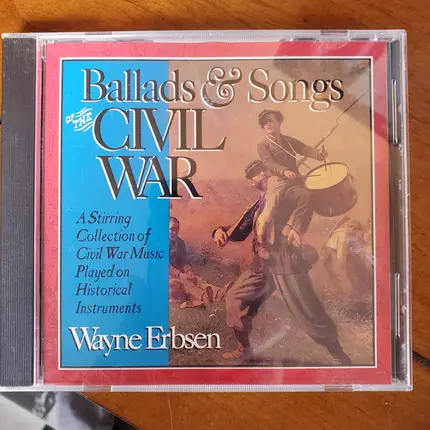 Ballads & Songs
OF THE
CIVIL
WAR
A Stirring
Collection of
Civil War Music
Played on
Historical
Instruments
Wayne Erbsen